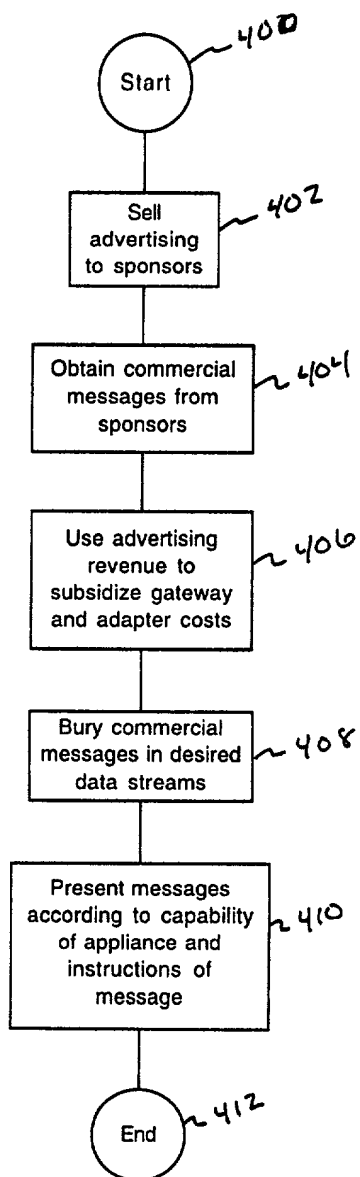 400
Start
402
Sell
advertising
to sponsors
404
Obtain commercial
messages from
sponsors
406
Use advertising
revenue to
subsidize gateway
and adapter costs
408
Bury commercial
messages in desired
data streams
410
Present messages
according to capability
of appliance and
instructions of
message
412
End